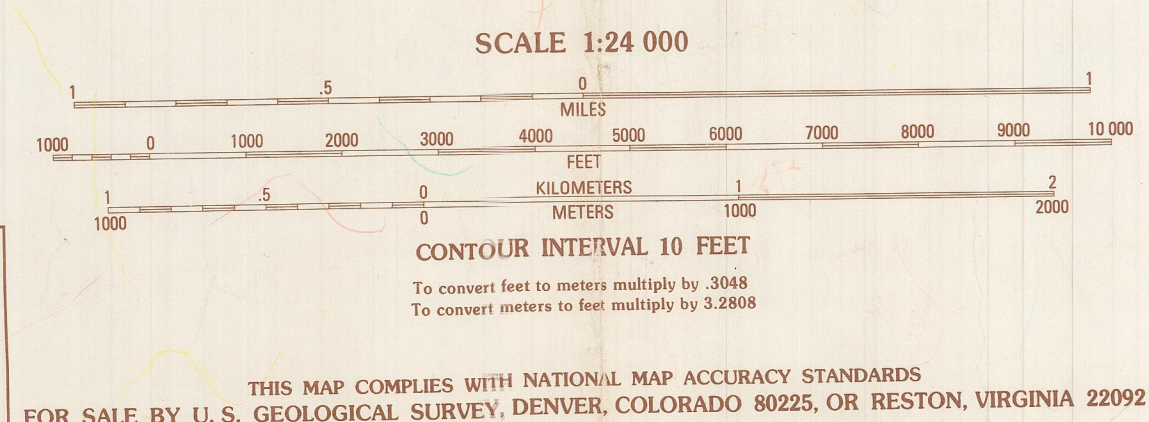 SCALE 1:24 000
1 .5 0 1
MILES
1000 0 1000 2000 3000 4000 5000 6000 7000 8000 9000 10 000
FEET
1 .5 0 KILOMETERS 1 2
1000 0 METERS 1000 2000
CONTOUR INTERVAL 10 FEET
To convert feet to meters multiply by .3048
To convert meters to feet multiply by 3.2808
THIS MAP COMPLIES WITH NATIONAL MAP ACCURACY STANDARDS
FOR SALE BY U. S. GEOLOGICAL SURVEY, DENVER, COLORADO 80225, OR RESTON, VIRGINIA 22092